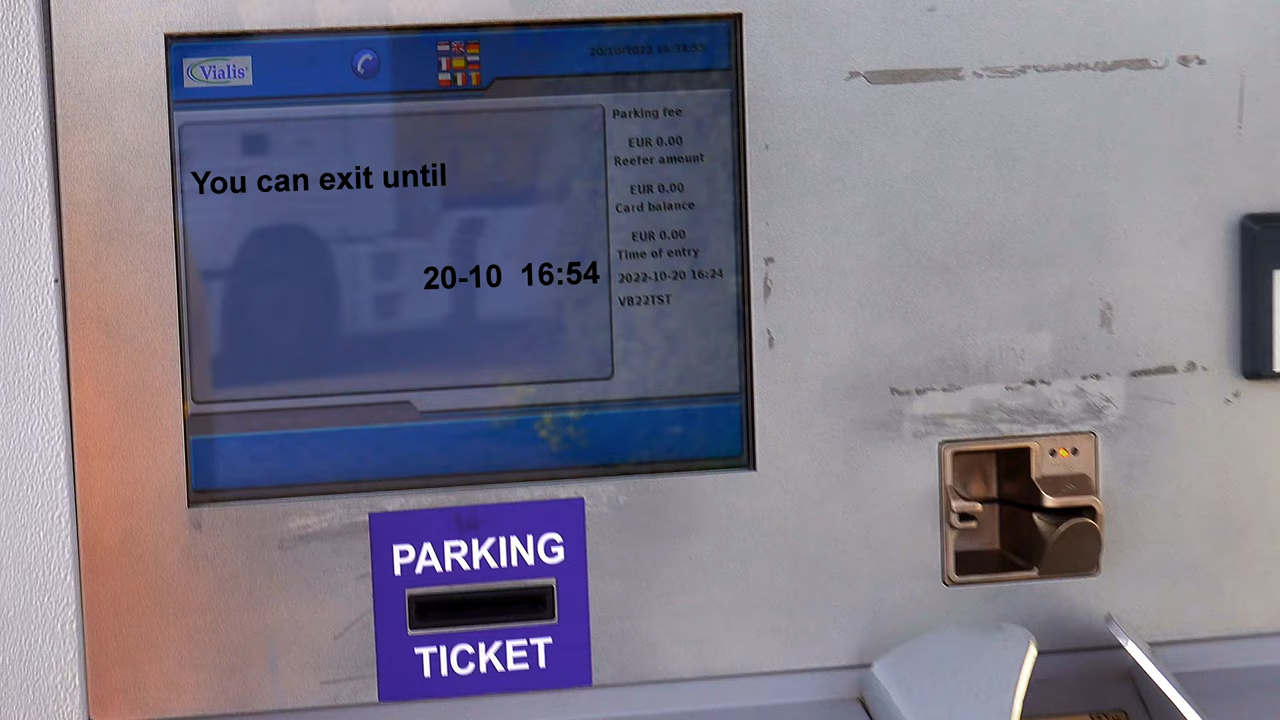 Vialis
You can exit until
20-10 16:54
Parking fee
EUR 0.00
Reefer amount
EUR 0.00
Card balance
EUR 0.00
Time of entry
2022-10-20 16:24
VB22TST
PARKING
TICKET